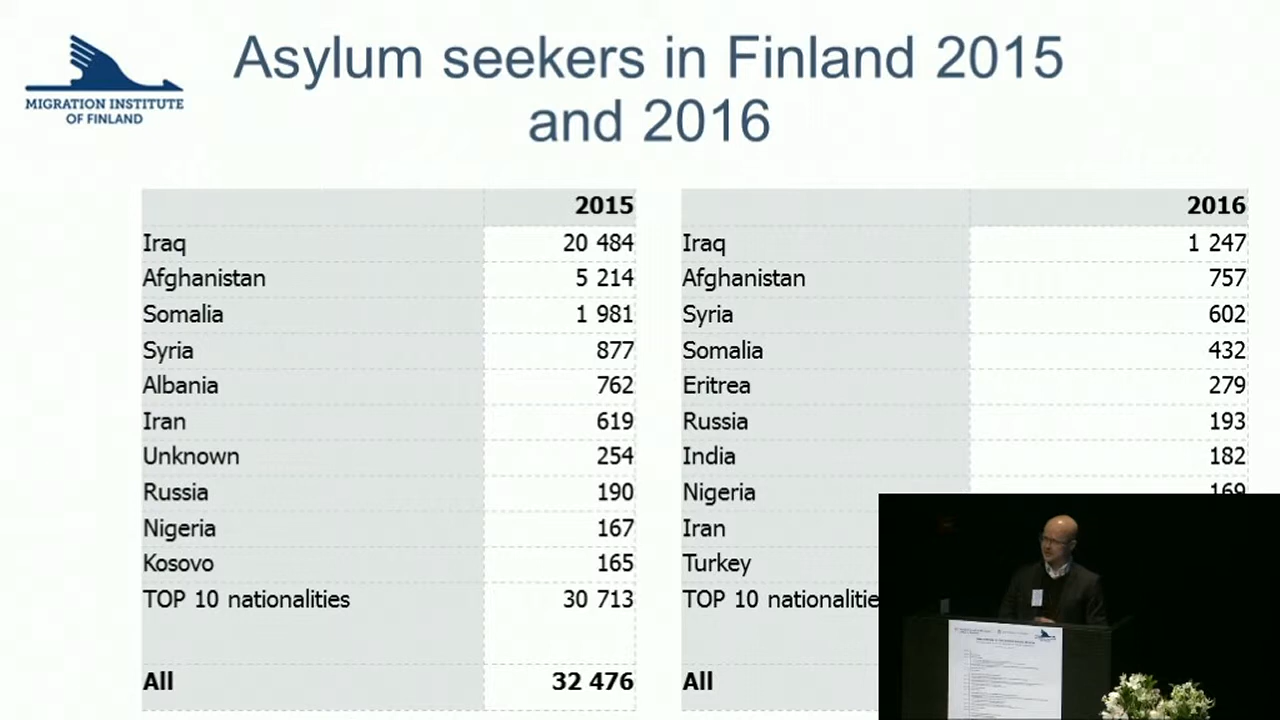 Asylum seekers in Finland 2015
and 2016
MIGRATION INSTITUTE
OF FINLAND
2015
Iraq 20 484
Afghanistan 5 214
Somalia 1 981
Syria 877
Albania 762
Iran 619
Unknown 254
Russia 190
Nigeria 167
Kosovo 165
TOP 10 nationalities 30 713
All 32 476
2016
Iraq 1 247
Afghanistan 757
Syria 602
Somalia 432
Eritrea 279
Russia 193
India 182
Nigeria 169
Iran
Turkey
TOP 10 nationalitie
All